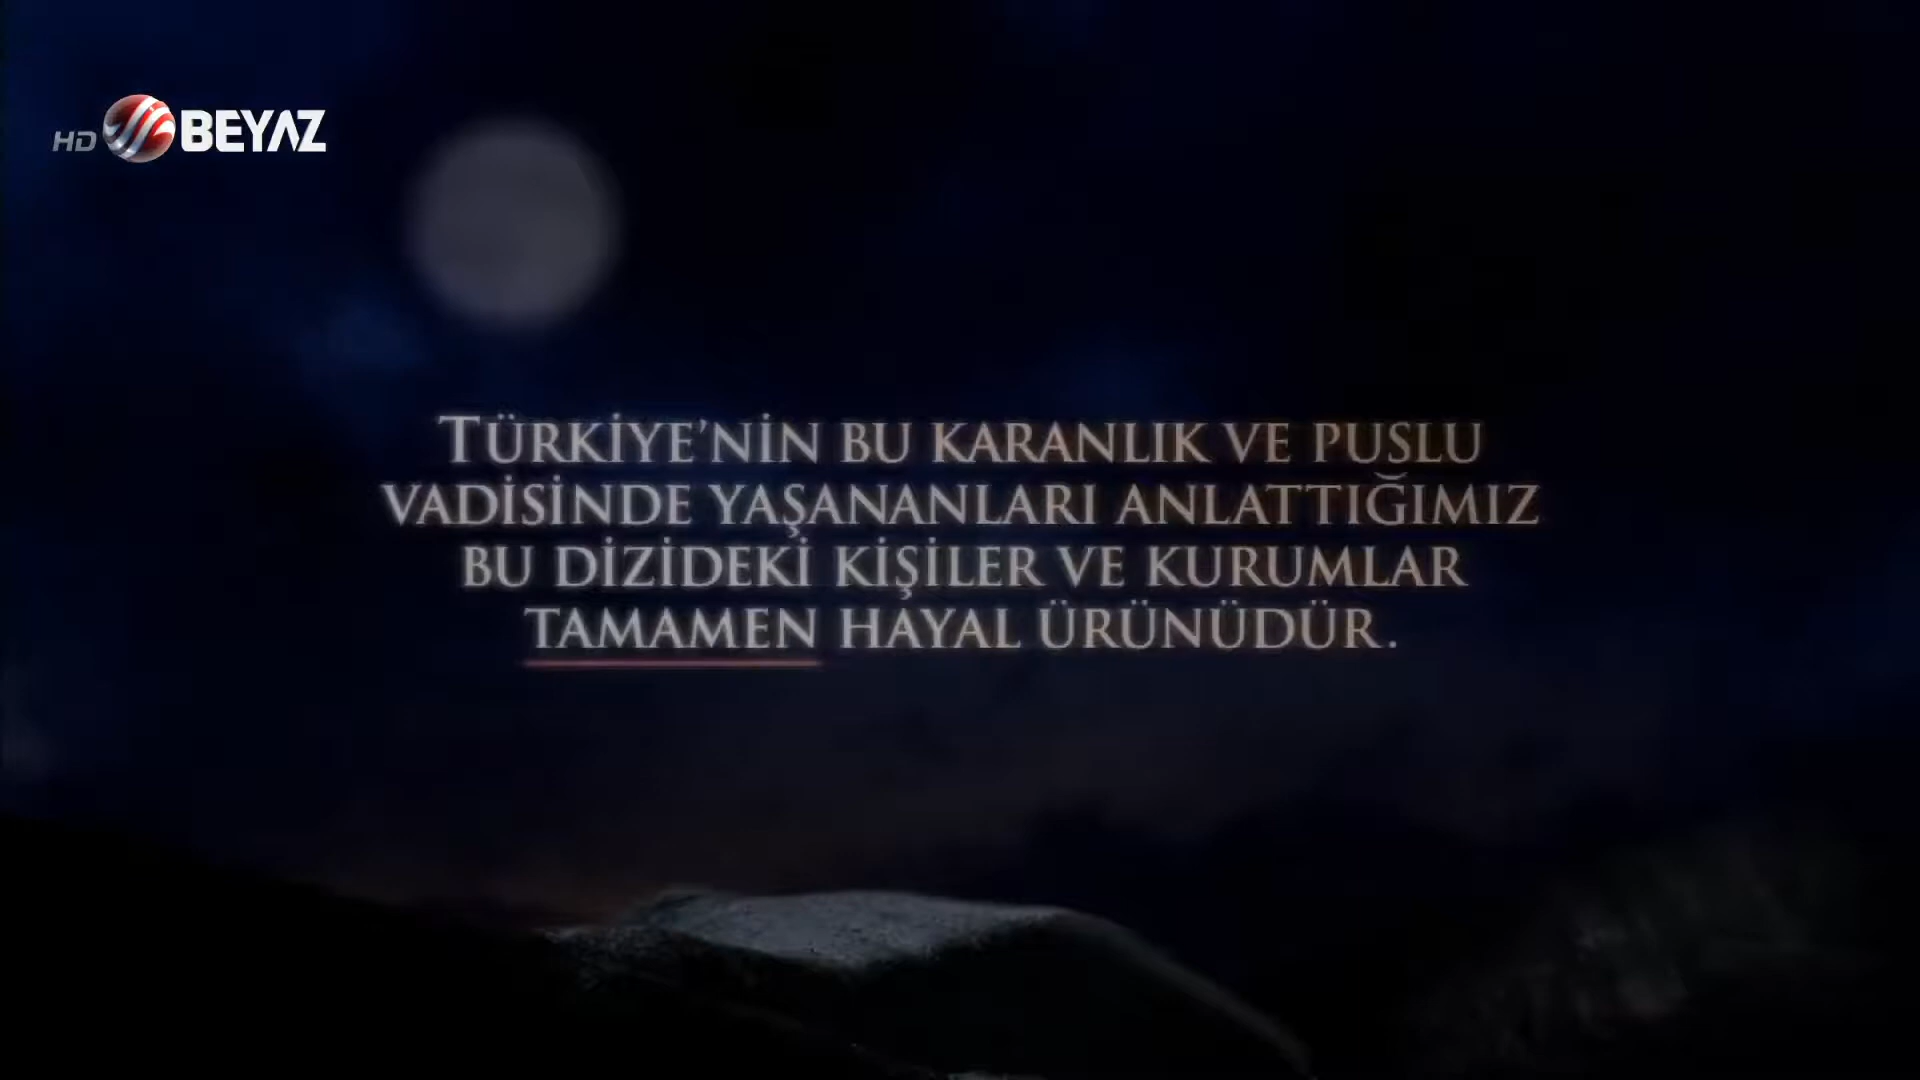 HD BEYAZ
TÜRKİYE'NİN BU KARANLIK VE PUSLU
VADİSİNDE YAŞANANLARI ANLATTIĞIMIZ
BU DİZİDEKİ KİŞİLER VE KURUMLAR
TAMAMEN HAYAL ÜRÜNÜDÜR.